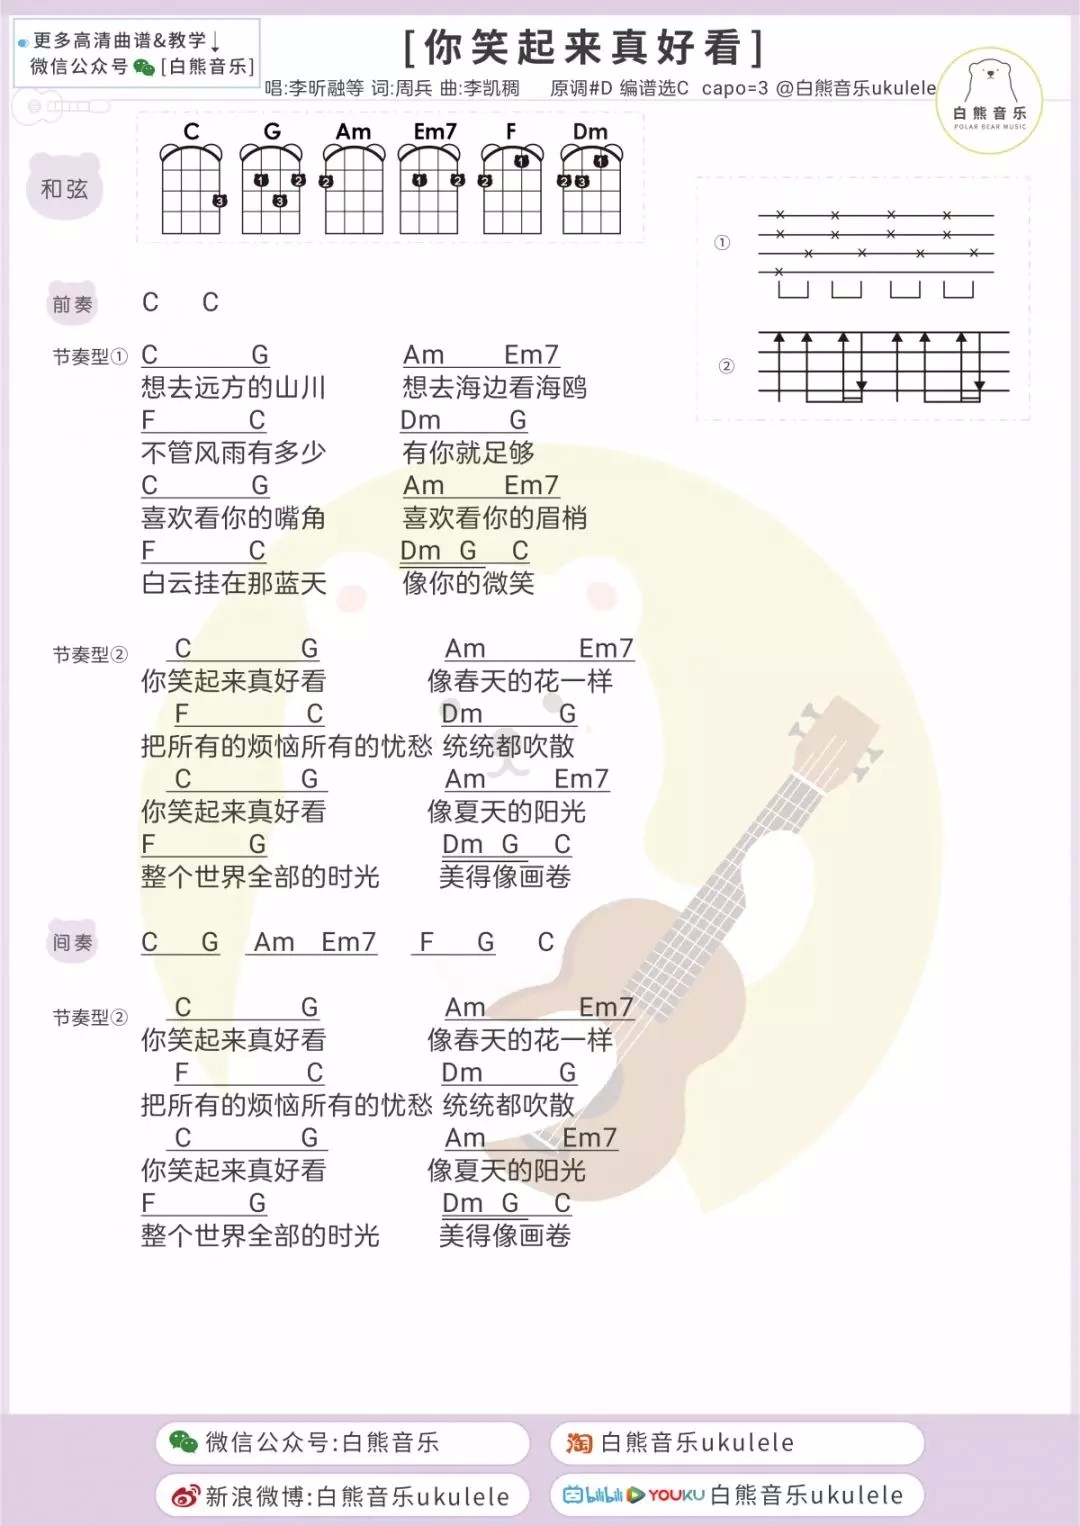 更多高清曲谱&教学↓
微信公众号 [白熊音乐]
[你笑起来真好看]
唱:李昕融等 词:周兵 曲:李凯稠 原调#D 编谱选C capo=3 @白熊音乐ukulele
白熊音乐
POLAR BEAR MUSIC
和弦
C G Am Em7 F Dm
3
1 2 3
2
1 2
1 2
1 2 3
①
②
前奏 C C
节奏型① C G Am Em7
想去远方的山川 想去海边看海鸥
F C Dm G
不管风雨有多少 有你就足够
C G Am Em7
喜欢看你的嘴角 喜欢看你的眉梢
F C Dm G C
白云挂在那蓝天 像你的微笑
节奏型② C G Am Em7
你笑起来真好看 像春天的花一样
F C Dm G
把所有的烦恼所有的忧愁 统统都吹散
C G Am Em7
你笑起来真好看 像夏天的阳光
F G Dm G C
整个世界全部的时光 美得像画卷
间奏 C G Am Em7 F G C
节奏型② C G Am Em7
你笑起来真好看 像春天的花一样
F C Dm G
把所有的烦恼所有的忧愁 统统都吹散
C G Am Em7
你笑起来真好看 像夏天的阳光
F G Dm G C
整个世界全部的时光 美得像画卷
微信公众号:白熊音乐
淘 白熊音乐ukulele
新浪微博:白熊音乐ukulele
bilibili YOUKU 白熊音乐ukulele